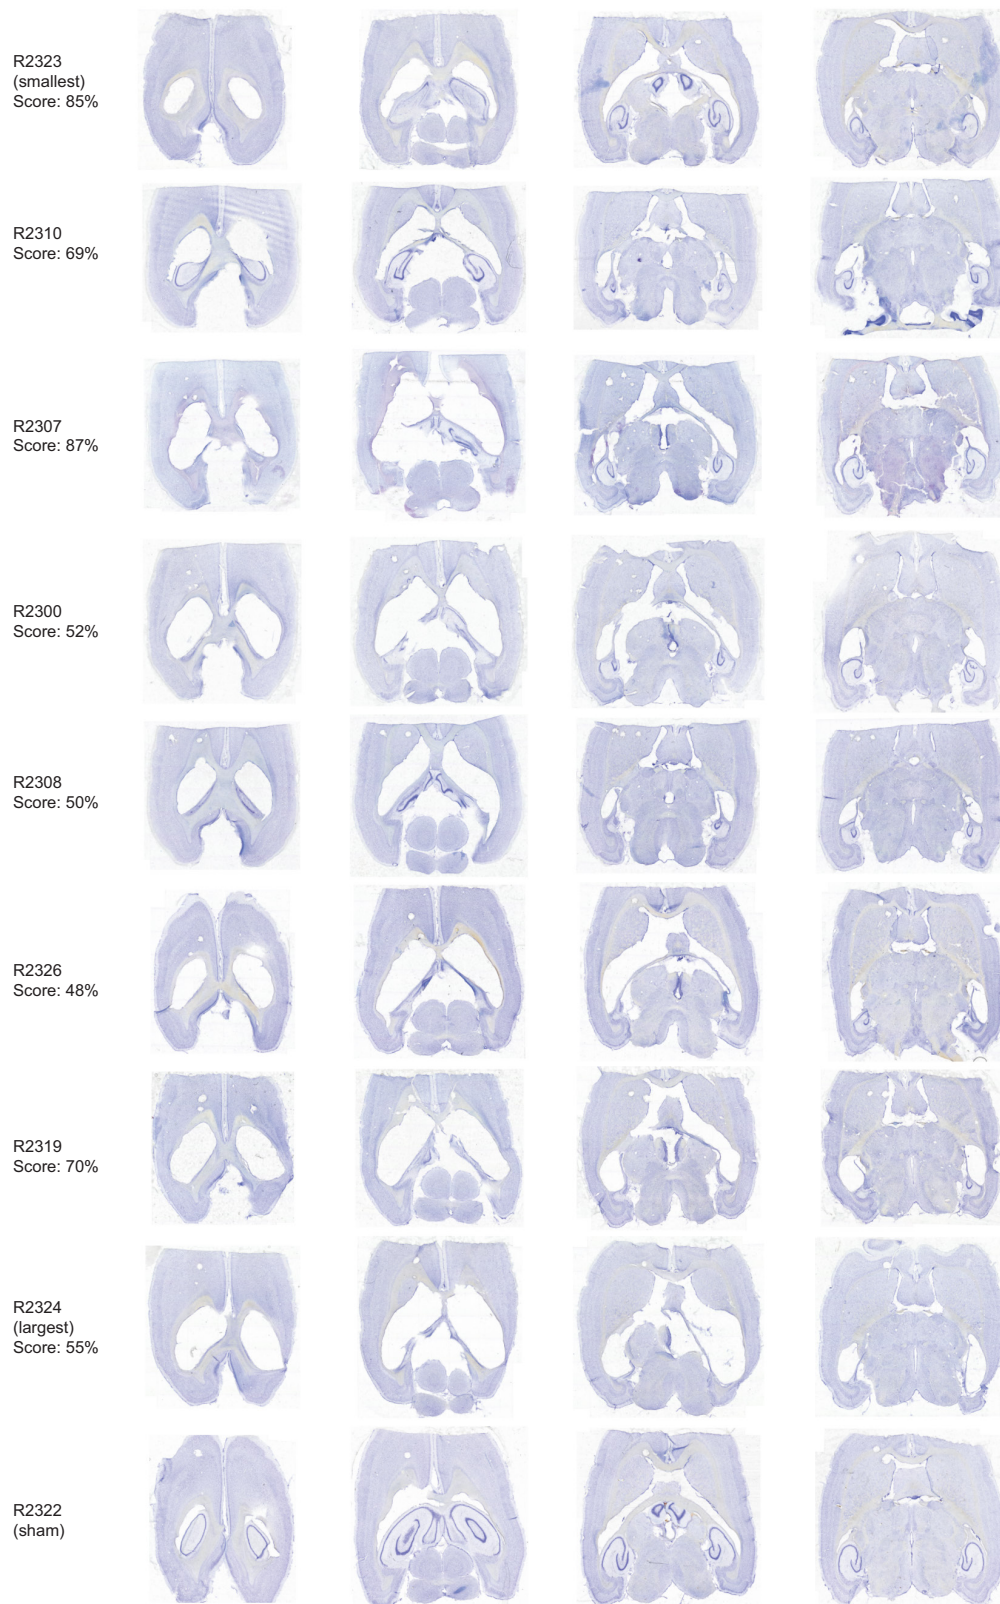 R2323
(smallest)
Score: 85%
R2310
Score: 69%
R2307
Score: 87%
R2300
Score: 52%
R2308
Score: 50%
R2326
Score: 48%
R2319
Score: 70%
R2324
(largest)
Score: 55%
R2322
(sham)